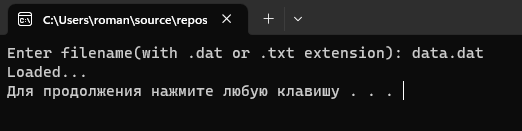 C:\Users\roman\source\repos
Enter filename(with .dat or .txt extension): data.dat
Loaded...
Для продолжения нажмите любую клавишу . . .